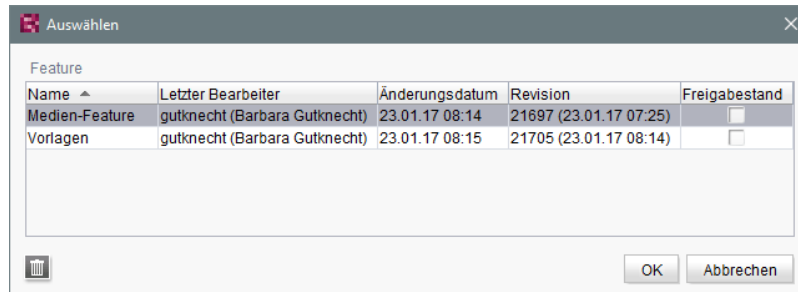 Auswählen
Feature
Name Letzter Bearbeiter Änderungsdatum Revision Freigabestand
Medien-Feature gutknecht (Barbara Gutknecht) 23.01.17 08:14 21697 (23.01.17 07:25)
Vorlagen gutknecht (Barbara Gutknecht) 23.01.17 08:15 21705 (23.01.17 08:14)
OK Abbrechen